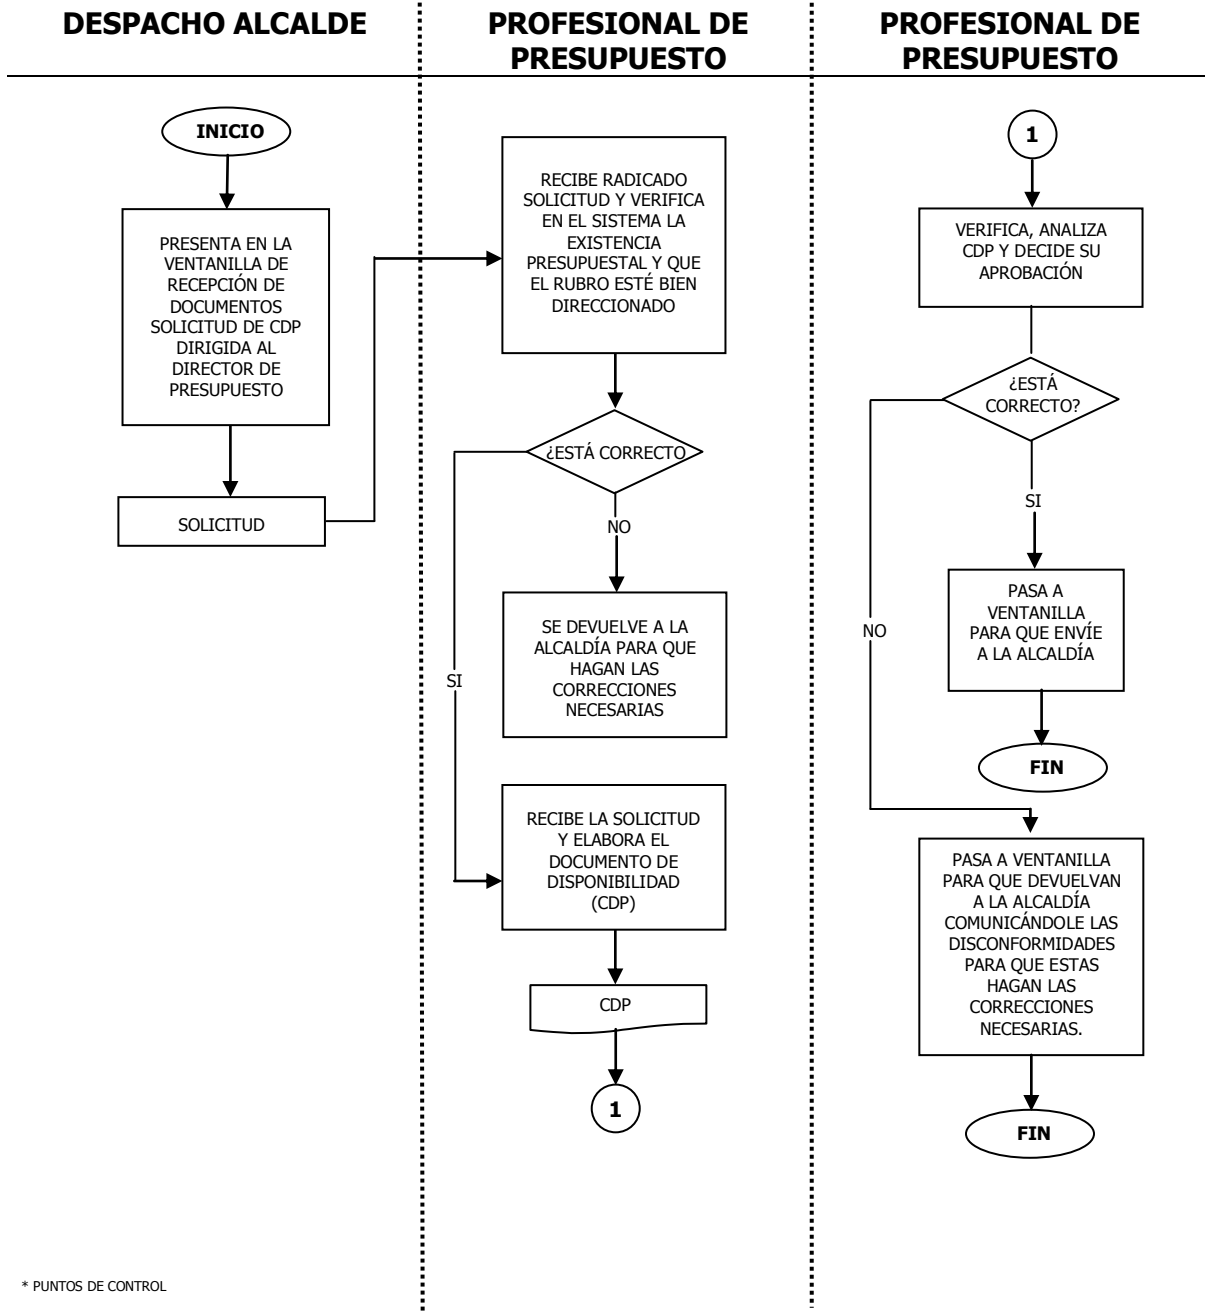 DESPACHO ALCALDE
PROFESIONAL DE
PRESUPUESTO
PROFESIONAL DE
PRESUPUESTO
INICIO
PRESENTA EN LA
VENTANILLA DE
RECEPCIÓN DE
DOCUMENTOS
SOLICITUD DE CDP
DIRIGIDA AL
DIRECTOR DE
PRESUPUESTO
SOLICITUD
RECIBE RADICADO
SOLICITUD Y VERIFICA
EN EL SISTEMA LA
EXISTENCIA
PRESUPUESTAL Y QUE
EL RUBRO ESTÉ BIEN
DIRECCIONADO
¿ESTÁ CORRECTO
NO
SE DEVUELVE A LA
ALCALDÍA PARA QUE
HAGAN LAS
CORRECCIONES
NECESARIAS
SI
RECIBE LA SOLICITUD
Y ELABORA EL
DOCUMENTO DE
DISPONIBILIDAD
(CDP)
CDP
1
1
VERIFICA, ANALIZA
CDP Y DECIDE SU
APROBACIÓN
¿ESTÁ
CORRECTO?
SI
PASA A
VENTANILLA
PARA QUE ENVÍE
A LA ALCALDÍA
NO
FIN
PASA A VENTANILLA
PARA QUE DEVUELVAN
A LA ALCALDÍA
COMUNICÁNDOLE LAS
DISCONFORMIDADES
PARA QUE ESTAS
HAGAN LAS
CORRECCIONES
NECESARIAS.
FIN
* PUNTOS DE CONTROL